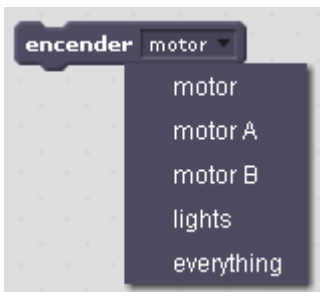 encender motor
motor
motor A
motor B
lights
everything